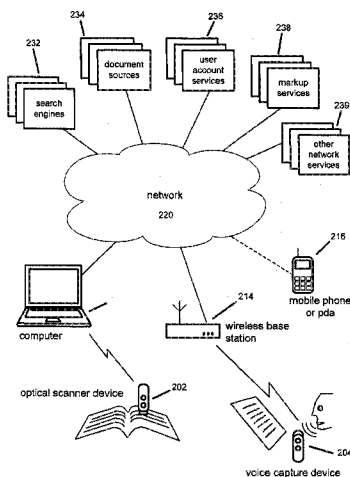 234
236
238
232
document
sources
user
account
services
markup
services
search
engines
239
other
network
services
network
220
216
214
mobile phone
or pda
computer
wireless base
station
optical scanner device
202
204
voice capture device